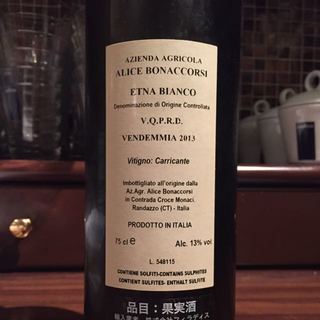 AZIENDA AGRICOLA
ALICE BONACCORSI
ETNA BIANCO
Denominazione di Origine Controllata
V.Q.P.R.D.
VENDEMMIA 2013
Vitigno: Carricante
Imbottigliato all'origine dalla
Az.Agr. Alice Bonaccorsi
in Contrada Croce Monaci.
Randazzo (CT) - Italia
PRODOTTO IN ITALIA
75 cl e Alc. 13% vol
L. 548115
CONTIENE SOLFITI-CONTAINS SULPHITES
CONTIENT SULFITES- ENTHALT SULFITE
品目：果実酒